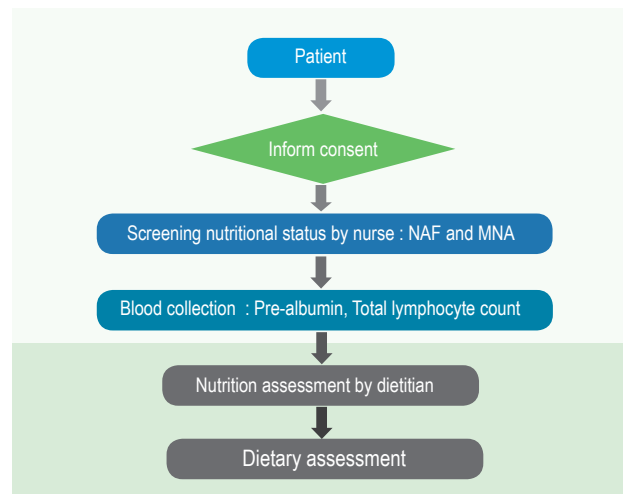 Patient
Inform consent
Screening nutritional status by nurse : NAF and MNA
Blood collection : Pre-albumin, Total lymphocyte count
Nutrition assessment by dietitian
Dietary assessment